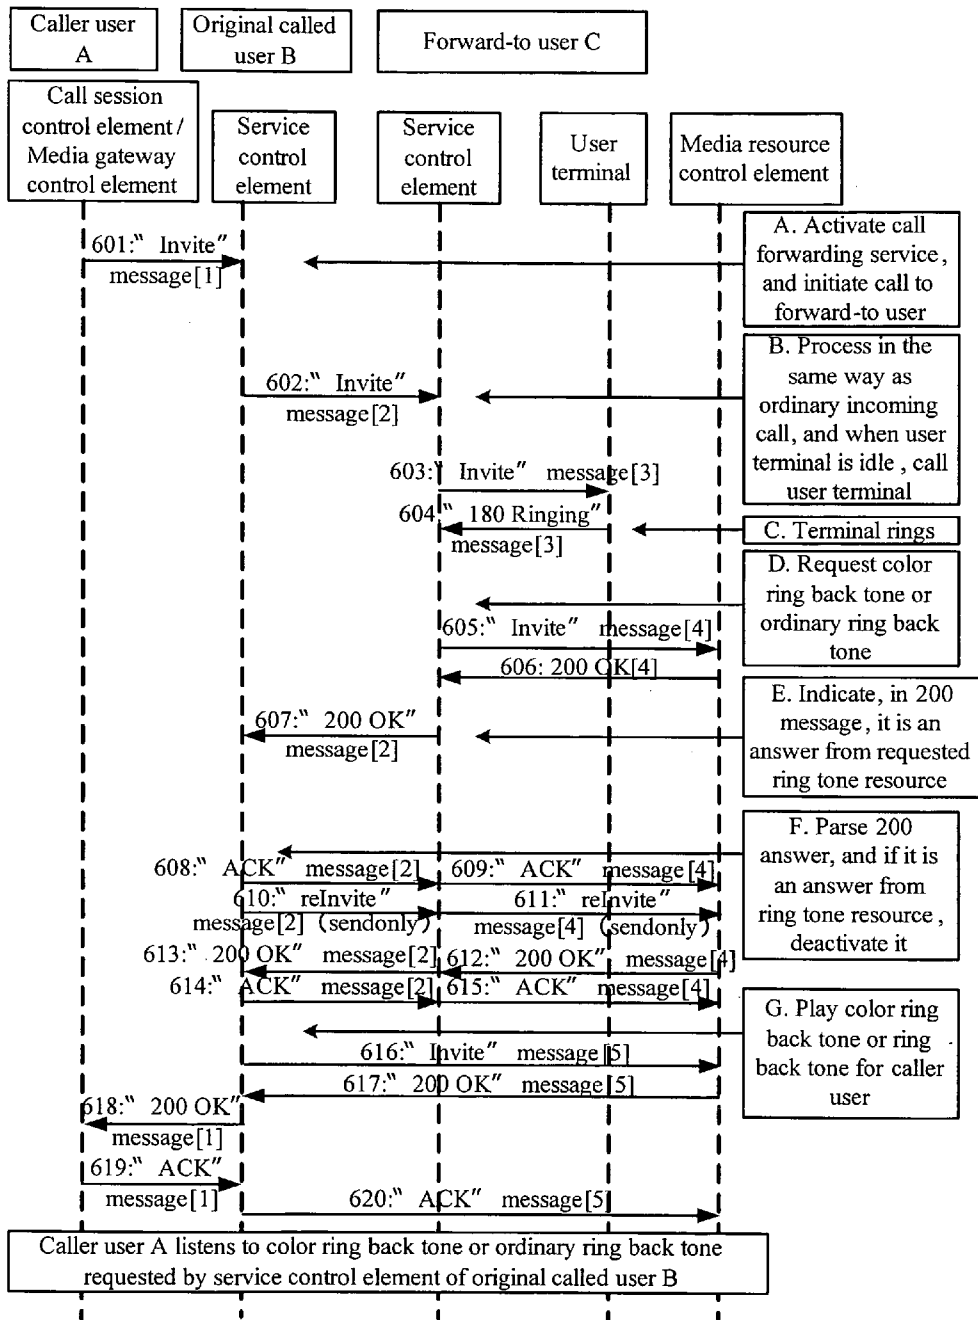 Caller user
A
Original called
user B
Forward-to user C
Call session
control element /
Media gateway
control element
Service
control
element
Service
control
element
User
terminal
Media resource
control element
601:“ Invite”
message[1]
A. Activate call
forwarding service ,
and initiate call to
forward-to user
602:“ Invite”
message[2]
B. Process in the
same way as
ordinary incoming
call, and when user
terminal is idle , call
user terminal
603:“ Invite” message[3]
604:“ 180 Ringing”
message[3]
C. Terminal rings
D. Request color
ring back tone or
ordinary ring back
tone
605:“ Invite” message[4]
606: 200 OK[4]
607:“ 200 OK”
message[2]
E. Indicate, in 200
message, it is an
answer from requested
ring tone resource
F. Parse 200
answer, and if it is
an answer from
ring tone resource ,
deactivate it
608:“ ACK” message[2]
609:“ ACK” message[4]
610:“ reInvite”
message[2] (sendonly)
611:“ reInvite”
message[4] (sendonly)
613:“ 200 OK” message[2]
612:“ 200 OK” message[4]
614:“ ACK” message[2]
615:“ ACK” message[4]
G. Play color ring
back tone or ring
back tone for caller
user
616:“ Invite” message[5]
617:“ 200 OK” message[5]
618:“ 200 OK”
message[1]
619:“ ACK”
message[1]
620:“ ACK” message[5]
Caller user A listens to color ring back tone or ordinary ring back tone
requested by service control element of original called user B